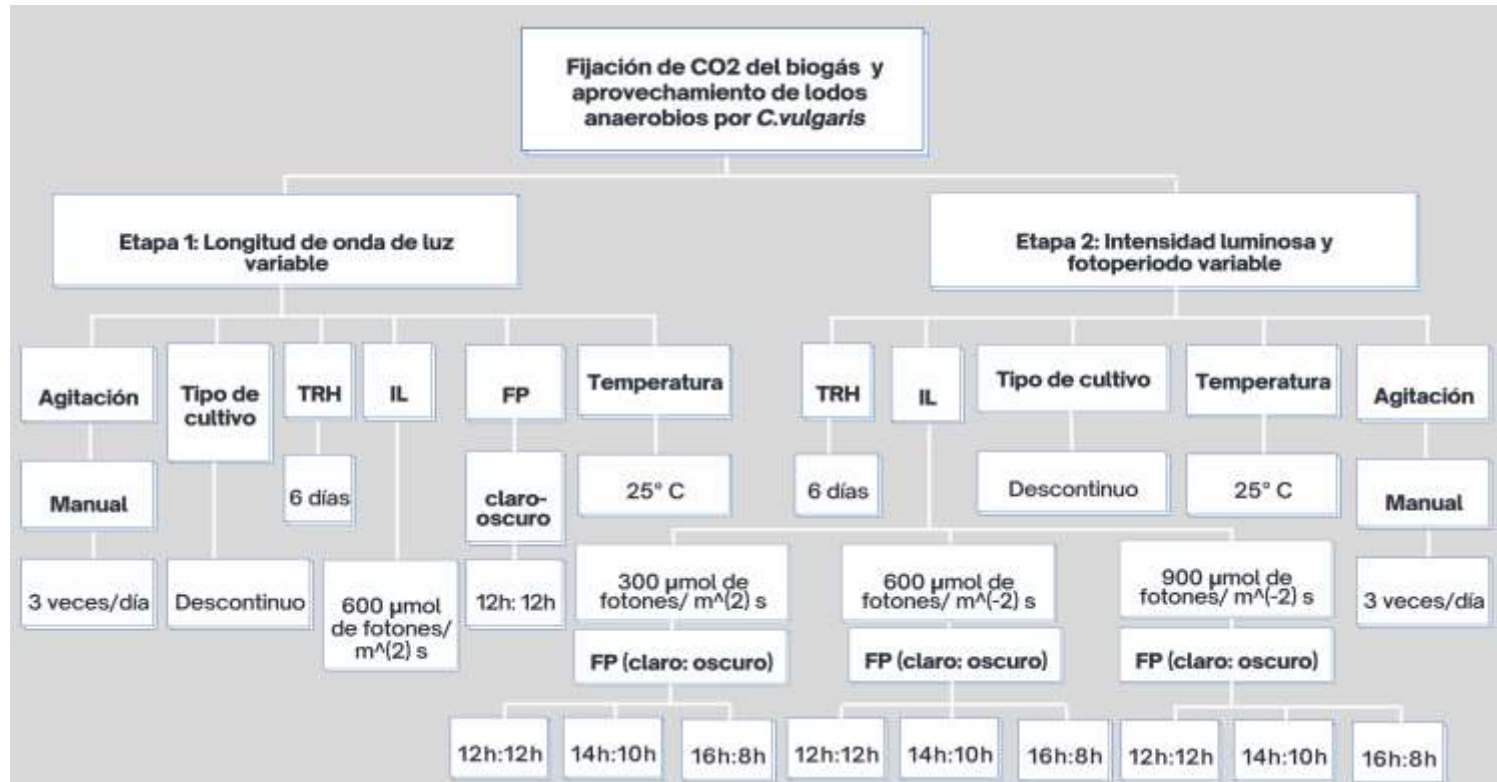 Fijación de CO2 del biogás y
aprovechamiento de lodos
anaerobios por C.vulgaris
Etapa 1: Longitud de onda de luz
variable
Etapa 2: Intensidad luminosa y
fotoperiodo variable
Agitación
Tipo de
cultivo
TRH
IL
FP
Temperatura
TRH
IL
Tipo de cultivo
Temperatura
Agitación
Manual
6 días
claro-
oscuro
25° C
6 días
Descontinuo
25° C
Manual
3 veces/día
Descontinuo
600 µmol
de fotones/
m^(2) s
12h: 12h
300 µmol de
fotones/ m^(2) s
600 µmol de
fotones/ m^(-2) s
900 µmol de
fotones/ m^(-2) s
3 veces/día
FP (claro: oscuro)
FP (claro: oscuro)
FP (claro: oscuro)
12h:12h
14h:10h
16h:8h
12h:12h
14h:10h
16h:8h
12h:12h
14h:10h
16h:8h